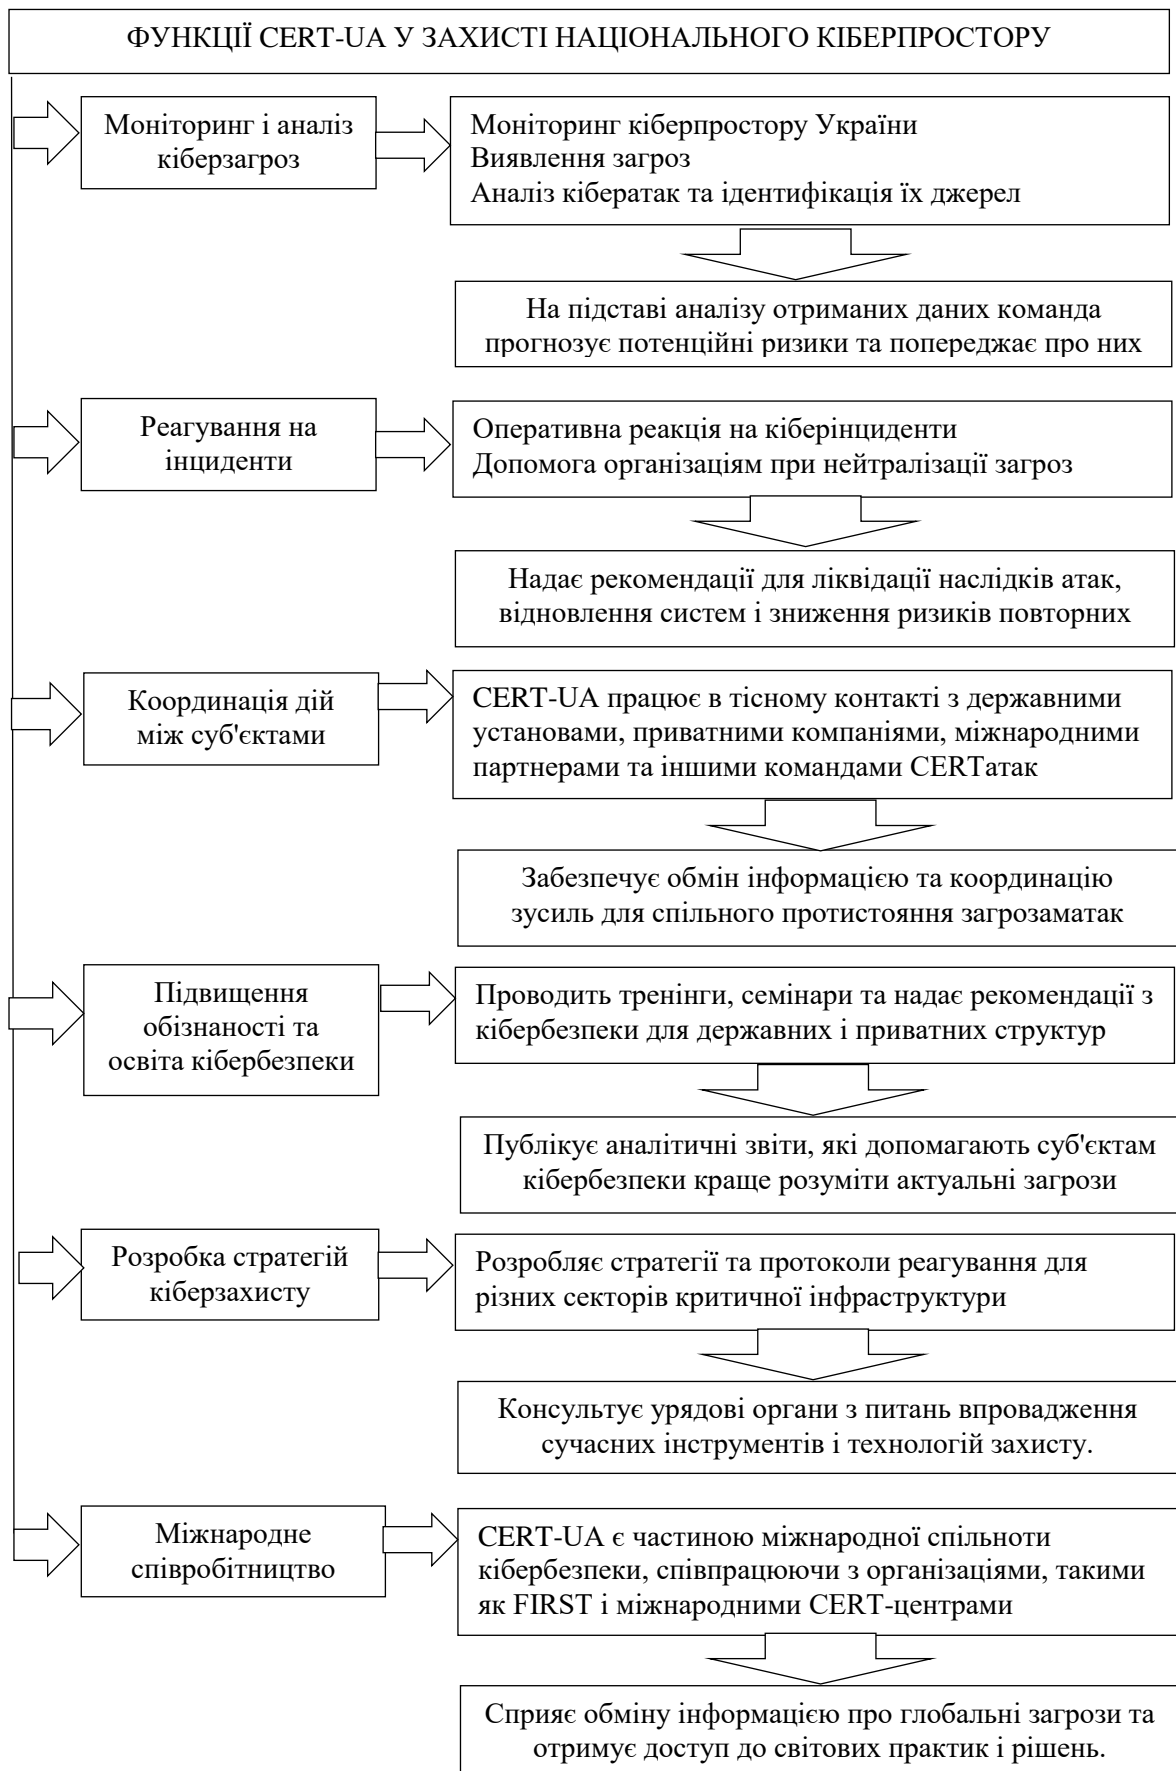 ФУНКЦІЇ CERT-UA У ЗАХИСТІ НАЦІОНАЛЬНОГО КІБЕРПРОСТОРУ
Моніторинг і аналіз
кіберзагроз
Моніторинг кіберпростору України
Виявлення загроз
Аналіз кібератак та ідентифікація їх джерел
На підставі аналізу отриманих даних команда
прогнозує потенційні ризики та попереджає про них
Реагування на
інциденти
Оперативна реакція на кіберінциденти
Допомога організаціям при нейтралізації загроз
Надає рекомендації для ліквідації наслідків атак,
відновлення систем і зниження ризиків повторних
Координація дій
між суб'єктами
CERT-UA працює в тісному контакті з державними
установами, приватними компаніями, міжнародними
партнерами та іншими командами CERTатак
Забезпечує обмін інформацією та координацію
зусиль для спільного протистояння загрозаматак
Підвищення
обізнаності та
освіта кібербезпеки
Проводить тренінги, семінари та надає рекомендації з
кібербезпеки для державних і приватних структур
Публікує аналітичні звіти, які допомагають суб'єктам
кібербезпеки краще розуміти актуальні загрози
Розробка стратегій
кіберзахисту
Розробляє стратегії та протоколи реагування для
різних секторів критичної інфраструктури
Консультує урядові органи з питань впровадження
сучасних інструментів і технологій захисту.
Міжнародне
співробітництво
CERT-UA є частиною міжнародної спільноти
кібербезпеки, співпрацюючи з організаціями, такими
як FIRST і міжнародними CERT-центрами
Сприяє обміну інформацією про глобальні загрози та
отримує доступ до світових практик і рішень.